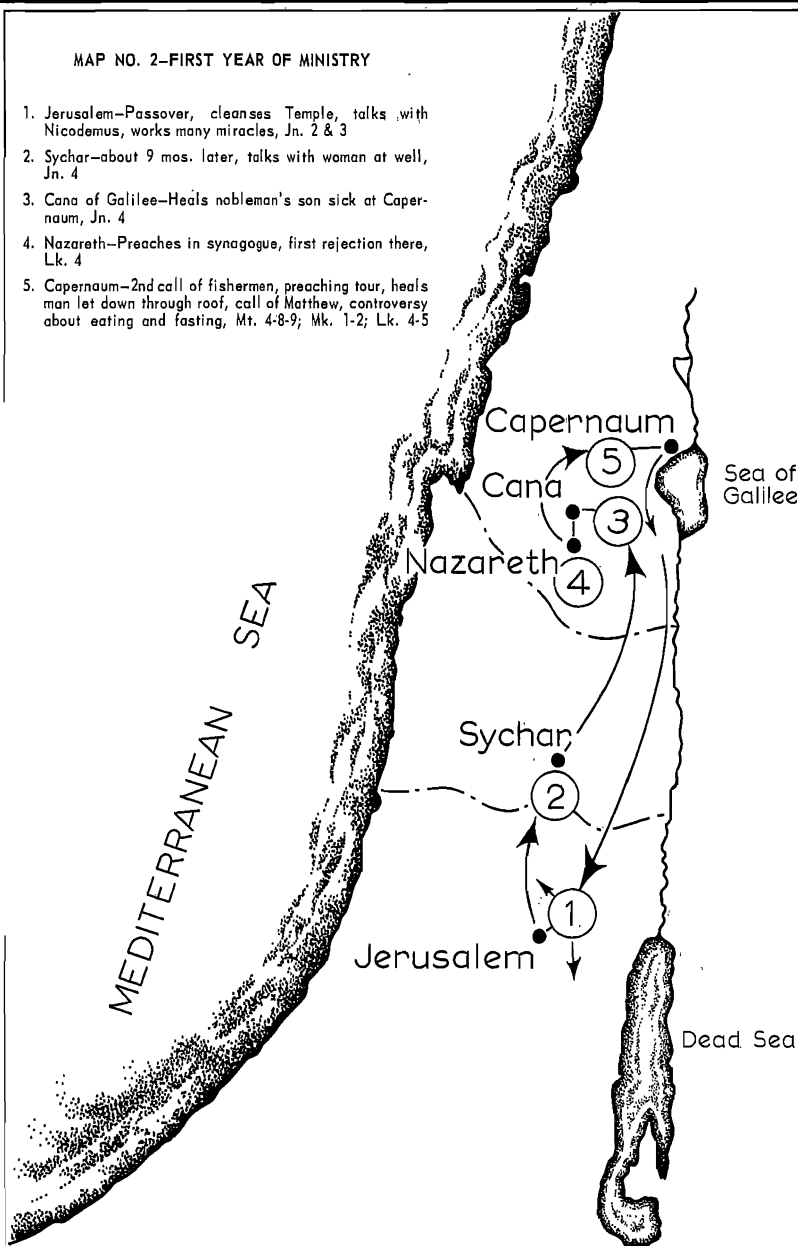 MAP NO. 2–FIRST YEAR OF MINISTRY
1. Jerusalem–Passover, cleanses Temple, talks with
Nicodemus, works many miracles, Jn. 2 & 3
2. Sychar–about 9 mos. later, talks with woman at well,
Jn. 4
3. Cana of Galilee–Heals nobleman's son sick at Caper-
naum, Jn. 4
4. Nazareth–Preaches in synagogue, first rejection there,
Lk. 4
5. Capernaum–2nd call of fishermen, preaching tour, heals
man let down through roof, call of Matthew, controversy
about eating and fasting, Mt. 4-8-9; Mk. 1-2; Lk. 4-5
Capernaum
5
Sea of
Galilee
Cana
3
Nazareth
4
MEDITERRANEAN SEA
Sychar
2
1
Jerusalem
Dead Sea